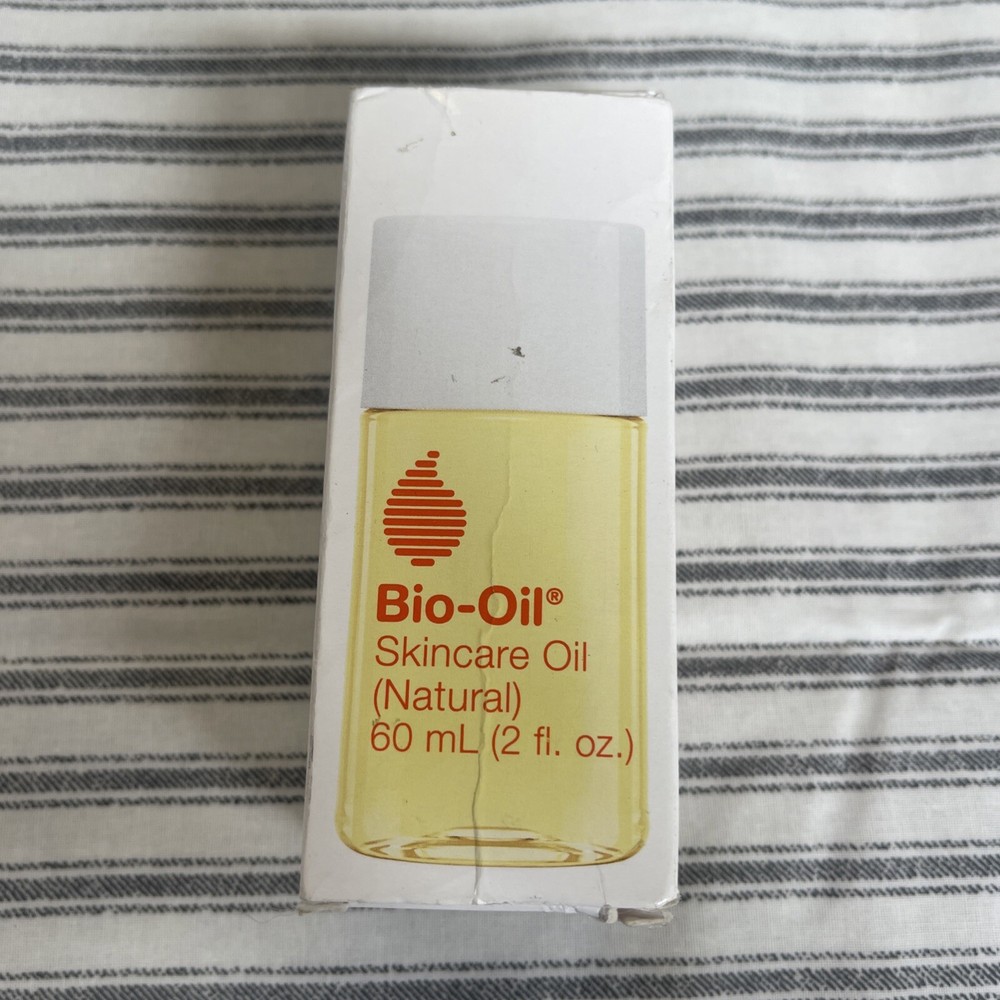 Bio-Oil®
Skincare Oil
(Natural)
60 mL (2 fl. oz.)